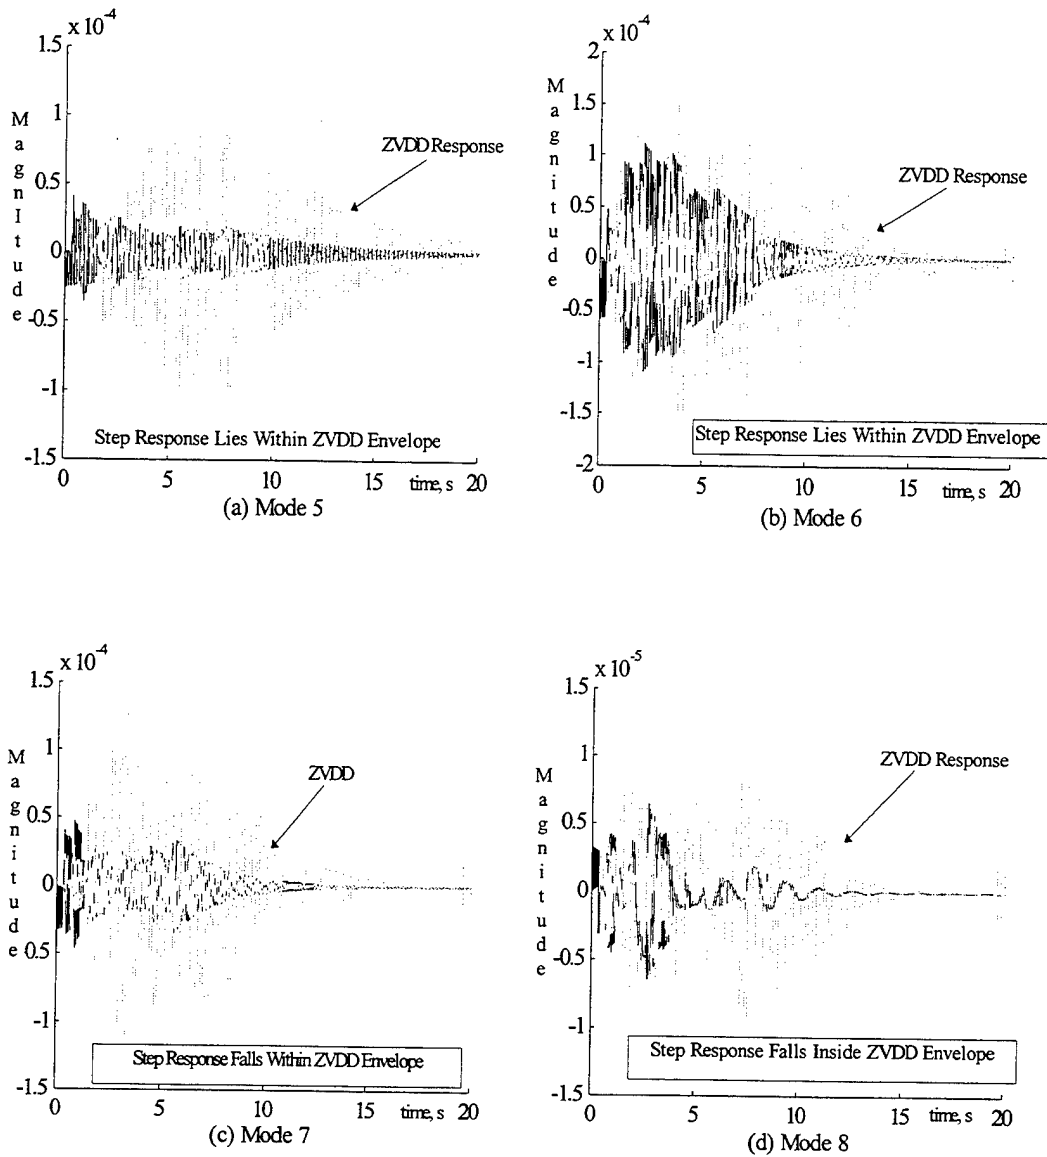 x 10-4
1.5
1
0.5
0
-0.5
-1
-1.5
MagnItude
ZVDD Response
Step Response Lies Within ZVDD Envelope
0 5 10 15 time, s 20
(a) Mode 5
x 10-4
2
1.5
1
0.5
0
-0.5
-1
-1.5
-2
Magnitude
ZVDD Response
Step Response Lies Within ZVDD Envelope
0 5 10 15 time, s 20
(b) Mode 6
x 10-4
1.5
1
0.5
0
0.5
-1
-1.5
Magnitude
ZVDD
Step Response Falls Within ZVDD Envelope
0 5 10 15 time, s 20
(c) Mode 7
x 10-5
1.5
1
0.5
0
-0.5
-1
-1.5
Magnitude
ZVDD Response
Step Response Falls Inside ZVDD Envelope
0 5 10 15 time, s 20
(d) Mode 8